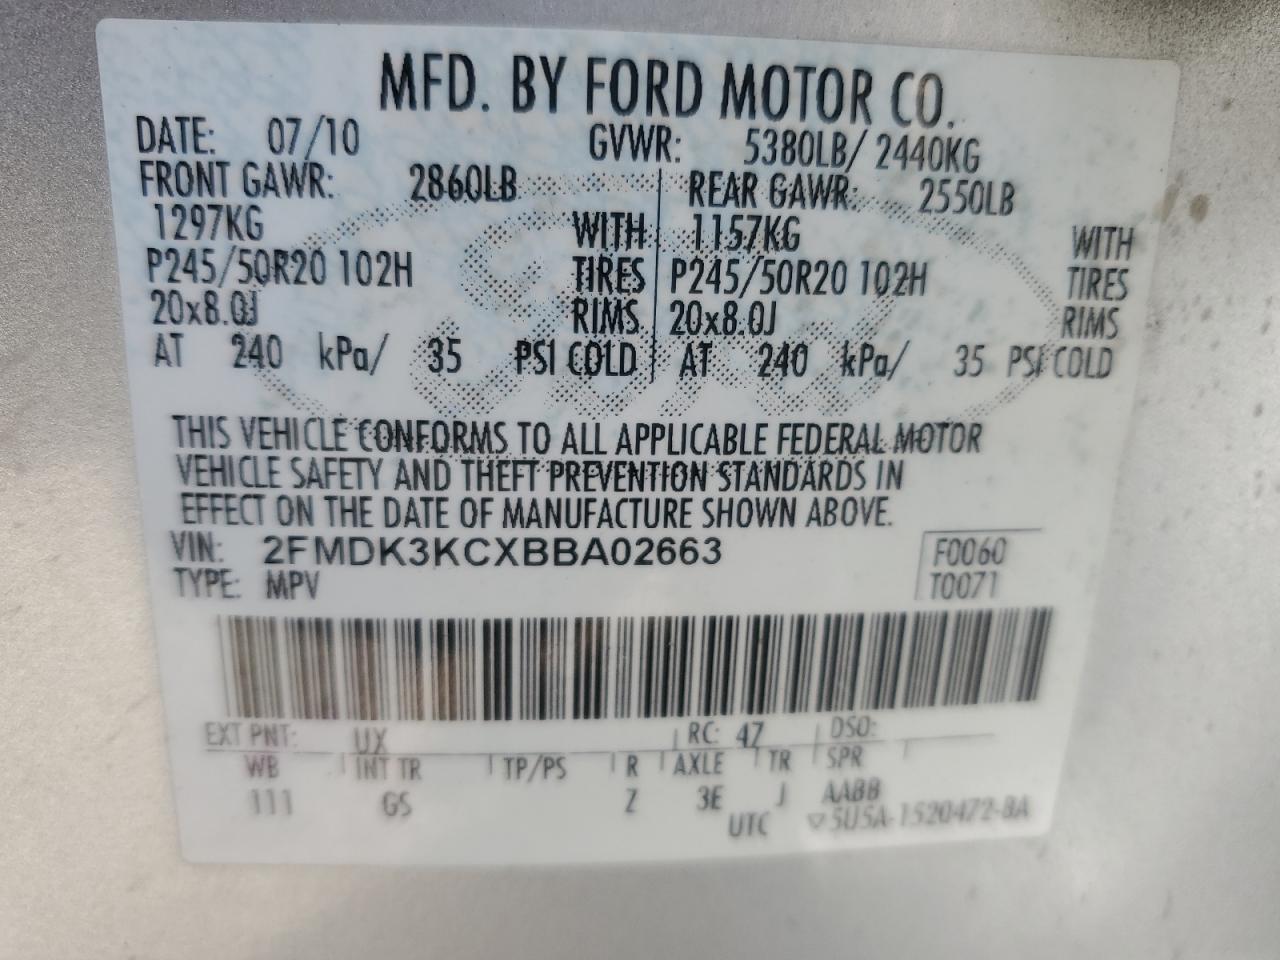 MFD. BY FORD MOTOR CO.
DATE: 07/10 GVWR: 5380LB/ 2440KG
FRONT GAWR: 2860LB REAR GAWR: 2550LB
1297KG WITH 1157KG WITH
P245/50R20 102H TIRES P245/50R20 102H TIRES
20x8.0J RIMS 20x8.0J RIMS
AT 240 kPa/ 35 PSI COLD AT 240 kPa/ 35 PSI COLD
THIS VEHICLE CONFORMS TO ALL APPLICABLE FEDERAL MOTOR
VEHICLE SAFETY AND THEFT PREVENTION STANDARDS IN
EFFECT ON THE DATE OF MANUFACTURE SHOWN ABOVE.
VIN: 2FMDK3KCXBBA02663 F0060
TYPE: MPV T0071
EXT PNT: UX RC: 47 DSO:
WB INT TR TP/PS R AXLE TR SPR
111 GS Z 3E J AABB
UTC ▽5U5A-1520472-BA